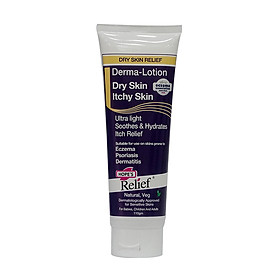 DRY SKIN RELIEF
Derma-Lotion
Dry Skin
Itchy Skin
Ultra light
Soothes & Hydrates
Itch Relief
Suitable for use on skins prone to
Eczema
Psoriasis
Dermatitis
HOPE'S
Relief
Natural, Veg
Dermatologically Approved
for Sensitive Skins
For Babies, Children And Adults
110gm